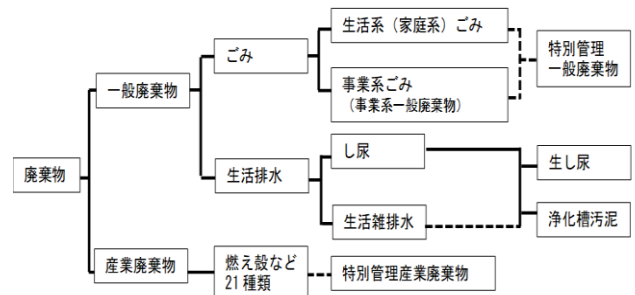 廃棄物
一般廃棄物
ごみ
生活系（家庭系）ごみ
事業系ごみ
（事業系一般廃棄物）
特別管理
一般廃棄物
生活排水
し尿
生活雑排水
生し尿
浄化槽汚泥
産業廃棄物
燃え殻など
21種類
特別管理産業廃棄物